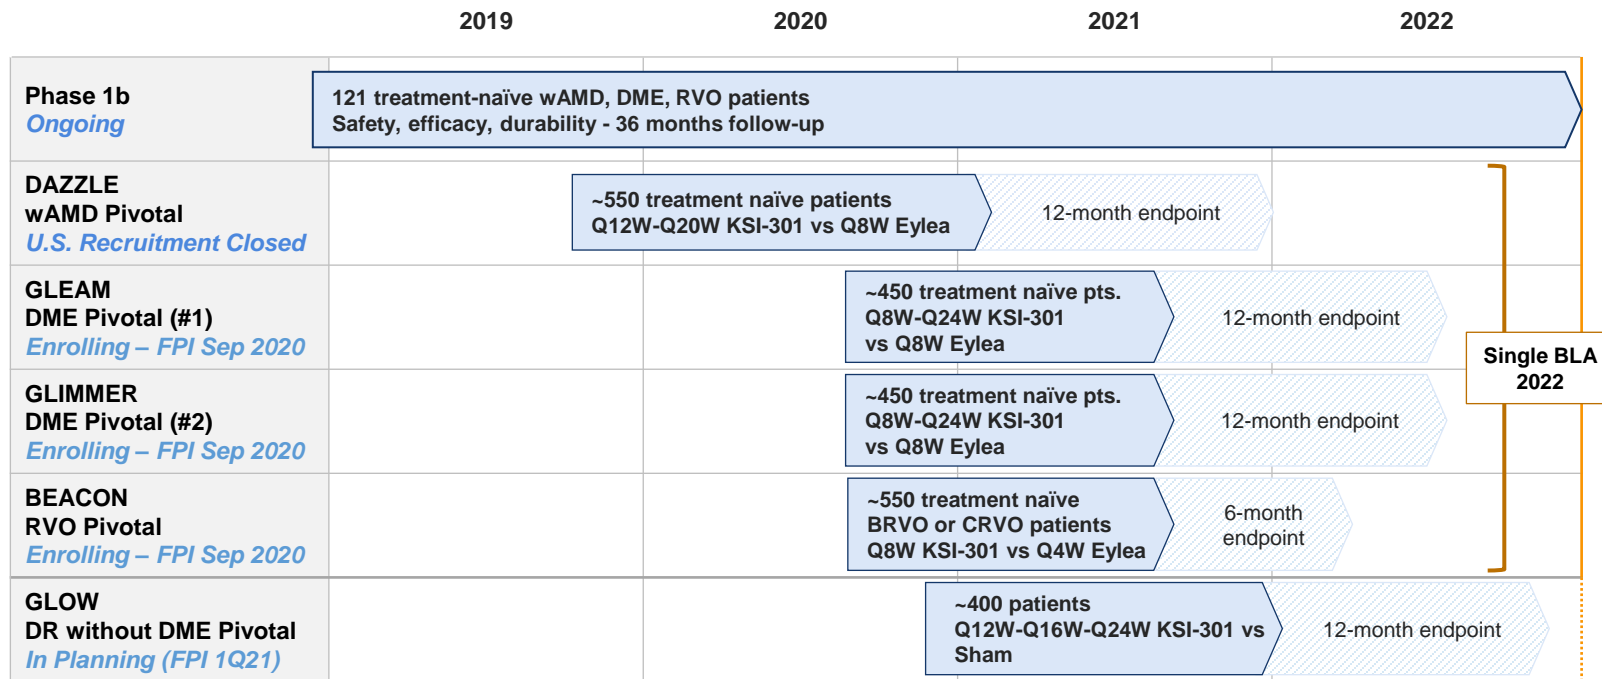 2019
2020
2021
2022
Phase 1b
Ongoing
121 treatment-naïve wAMD, DME, RVO patients
Safety, efficacy, durability - 36 months follow-up
DAZZLE
wAMD Pivotal
U.S. Recruitment Closed
~550 treatment naïve patients
Q12W-Q20W KSI-301 vs Q8W Eylea
12-month endpoint
GLEAM
DME Pivotal (#1)
Enrolling – FPI Sep 2020
~450 treatment naïve pts.
Q8W-Q24W KSI-301
vs Q8W Eylea
12-month endpoint
GLIMMER
DME Pivotal (#2)
Enrolling – FPI Sep 2020
~450 treatment naïve pts.
Q8W-Q24W KSI-301
vs Q8W Eylea
12-month endpoint
Single BLA
2022
BEACON
RVO Pivotal
Enrolling – FPI Sep 2020
~550 treatment naïve
BRVO or CRVO patients
Q8W KSI-301 vs Q4W Eylea
6-month
endpoint
GLOW
DR without DME Pivotal
In Planning (FPI 1Q21)
~400 patients
Q12W-Q16W-Q24W KSI-301 vs
Sham
12-month endpoint